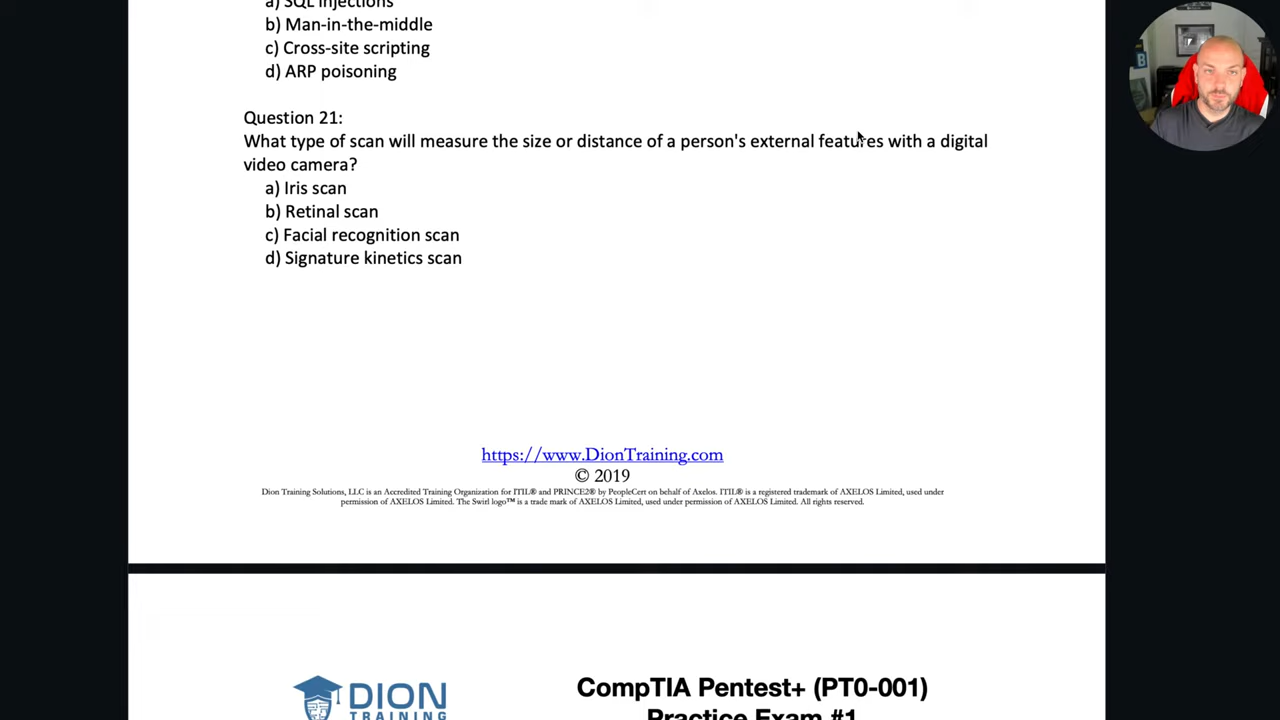 a) SQL injections
b) Man-in-the-middle
c) Cross-site scripting
d) ARP poisoning
Question 21:
What type of scan will measure the size or distance of a person's external features with a digital
video camera?
a) Iris scan
b) Retinal scan
c) Facial recognition scan
d) Signature kinetics scan
https://www.DionTraining.com
© 2019
Dion Training Solutions, LLC is an Accredited Training Organization for ITIL® and PRINCE2® by PeopleCert on behalf of Axelos. ITIL® is a registered trademark of AXELOS Limited, used under
permission of AXELOS Limited. The Swirl logo™ is a trade mark of AXELOS Limited, used under permission of AXELOS Limited. All rights reserved.
DION
TRAINING
CompTIA Pentest+ (PT0-001)
Practice Exam #1